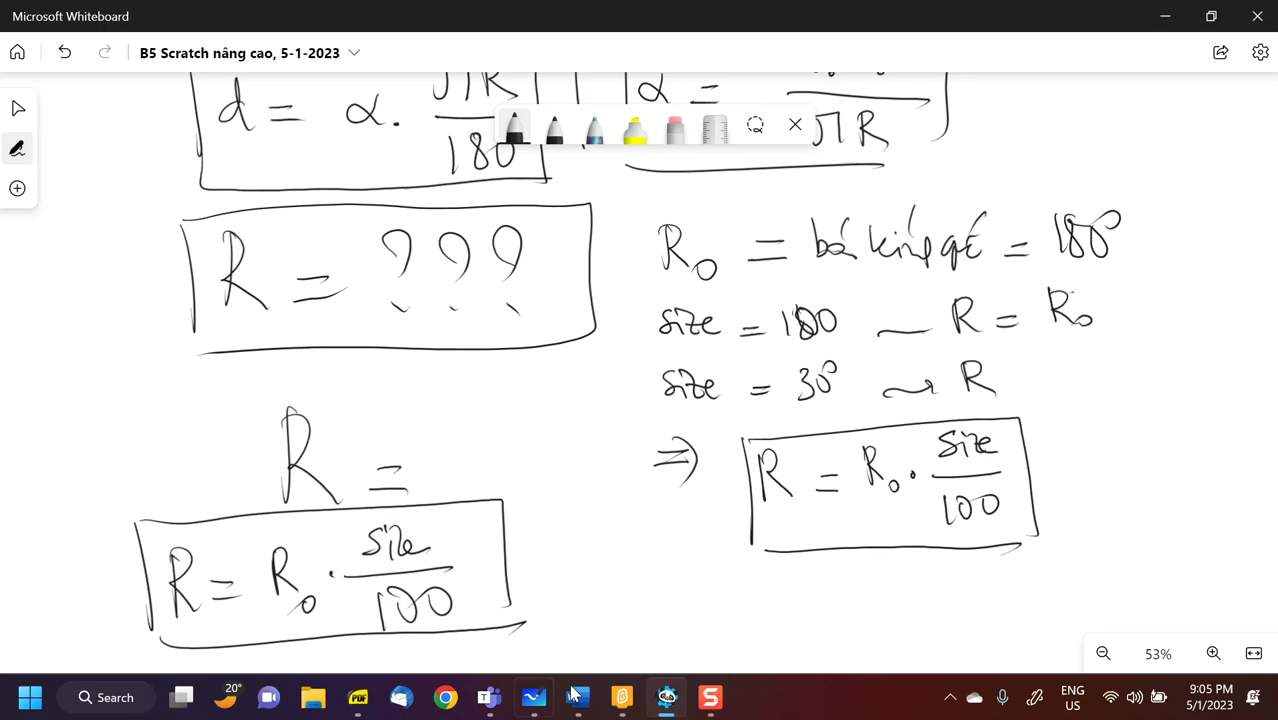 Microsoft Whiteboard
B5 Scratch nâng cao, 5-1-2023
d = α. πR / 180
α = / πR
R = ???
R₀ = bán kính gốc = 180
size = 100 → R = R₀
size = 30 → R
⇒ R = R₀ . size / 100
R =
R = R₀ . size / 100
53%
20°
Search
PDF
ENG
US
9:05 PM
5/1/2023